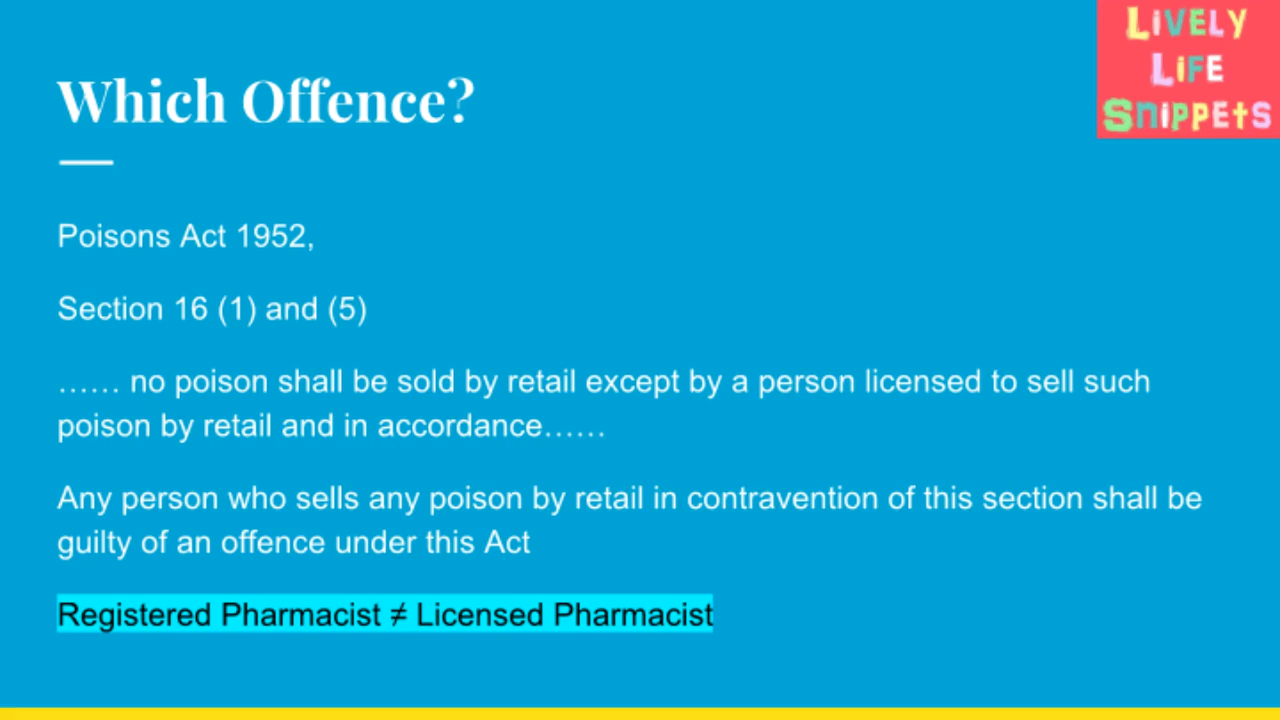 LiVELY
LiFE
SnippEtS
Which Offence?
Poisons Act 1952,
Section 16 (1) and (5)
…… no poison shall be sold by retail except by a person licensed to sell such
poison by retail and in accordance……
Any person who sells any poison by retail in contravention of this section shall be
guilty of an offence under this Act
Registered Pharmacist ≠ Licensed Pharmacist